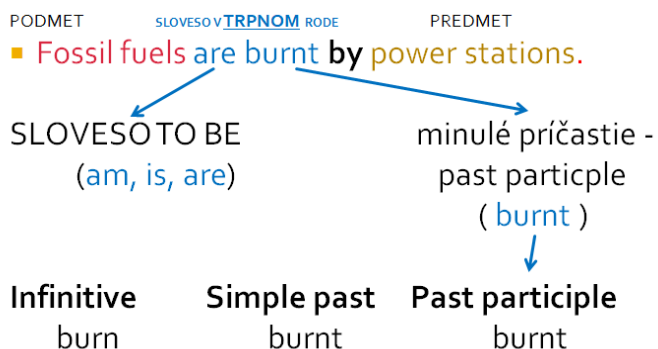 PODMET SLOVESO V TRPNOM RODE PREDMET
Fossil fuels are burnt by power stations.
SLOVESO TO BE minulé príčastie -
(am, is, are) past particple
( burnt )
Infinitive Simple past Past participle
burn burnt burnt